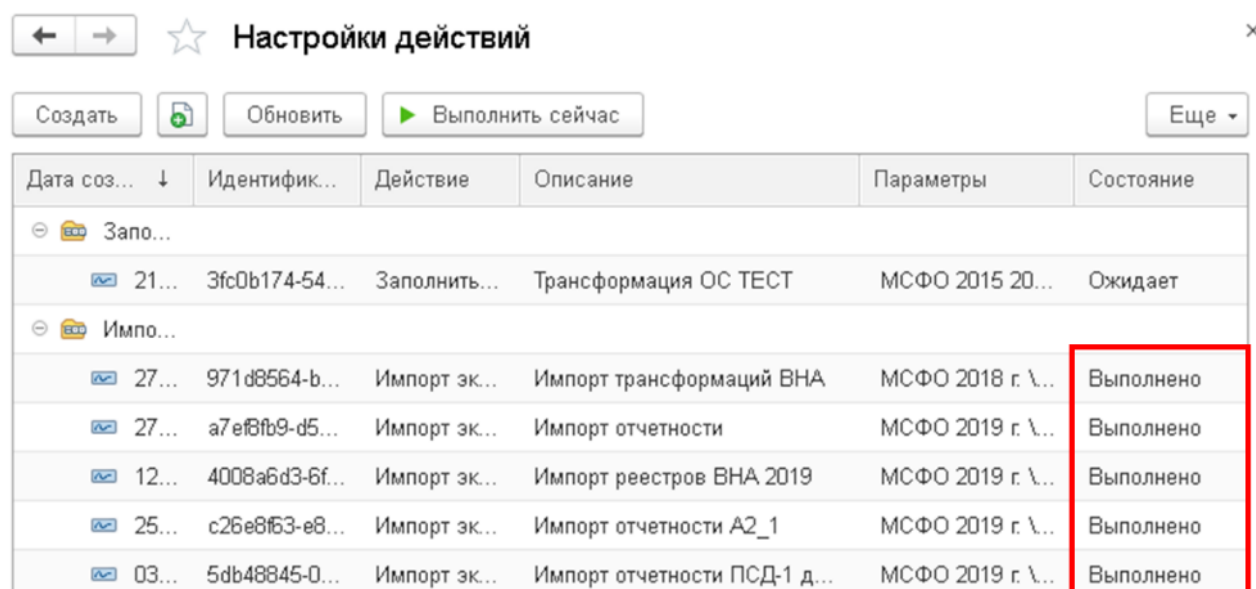 Настройки действий
Создать Обновить Выполнить сейчас Еще
Дата соз... ↓ Идентифик... Действие Описание Параметры Состояние
Запо...
21... 3fc0b174-54... Заполнить... Трансформация ОС ТЕСТ МСФО 2015 20... Ожидает
Импо...
27... 971d8564-b... Импорт эк... Импорт трансформаций ВНА МСФО 2018 г. \... Выполнено
27... a7ef8fb9-d5... Импорт эк... Импорт отчетности МСФО 2019 г. \... Выполнено
12... 4008a6d3-6f... Импорт эк... Импорт реестров ВНА 2019 МСФО 2019 г. \... Выполнено
25... c26e8f63-e8... Импорт эк... Импорт отчетности А2_1 МСФО 2019 г. \... Выполнено
03... 5db48845-0... Импорт эк... Импорт отчетности ПСД-1 д... МСФО 2019 г. \... Выполнено